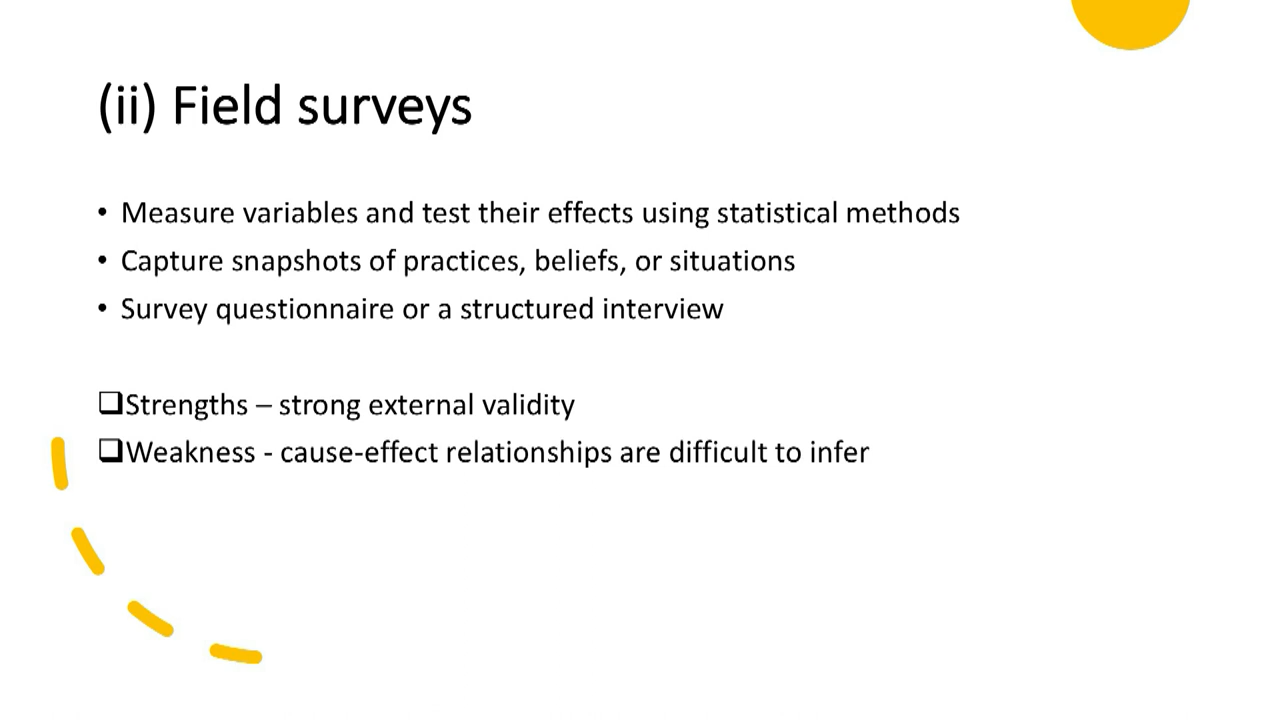 (ii) Field surveys
• Measure variables and test their effects using statistical methods
• Capture snapshots of practices, beliefs, or situations
• Survey questionnaire or a structured interview
❑Strengths – strong external validity
❑Weakness - cause-effect relationships are difficult to infer